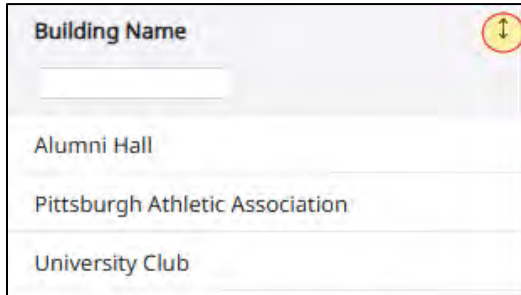 Building Name
Alumni Hall
Pittsburgh Athletic Association
University Club